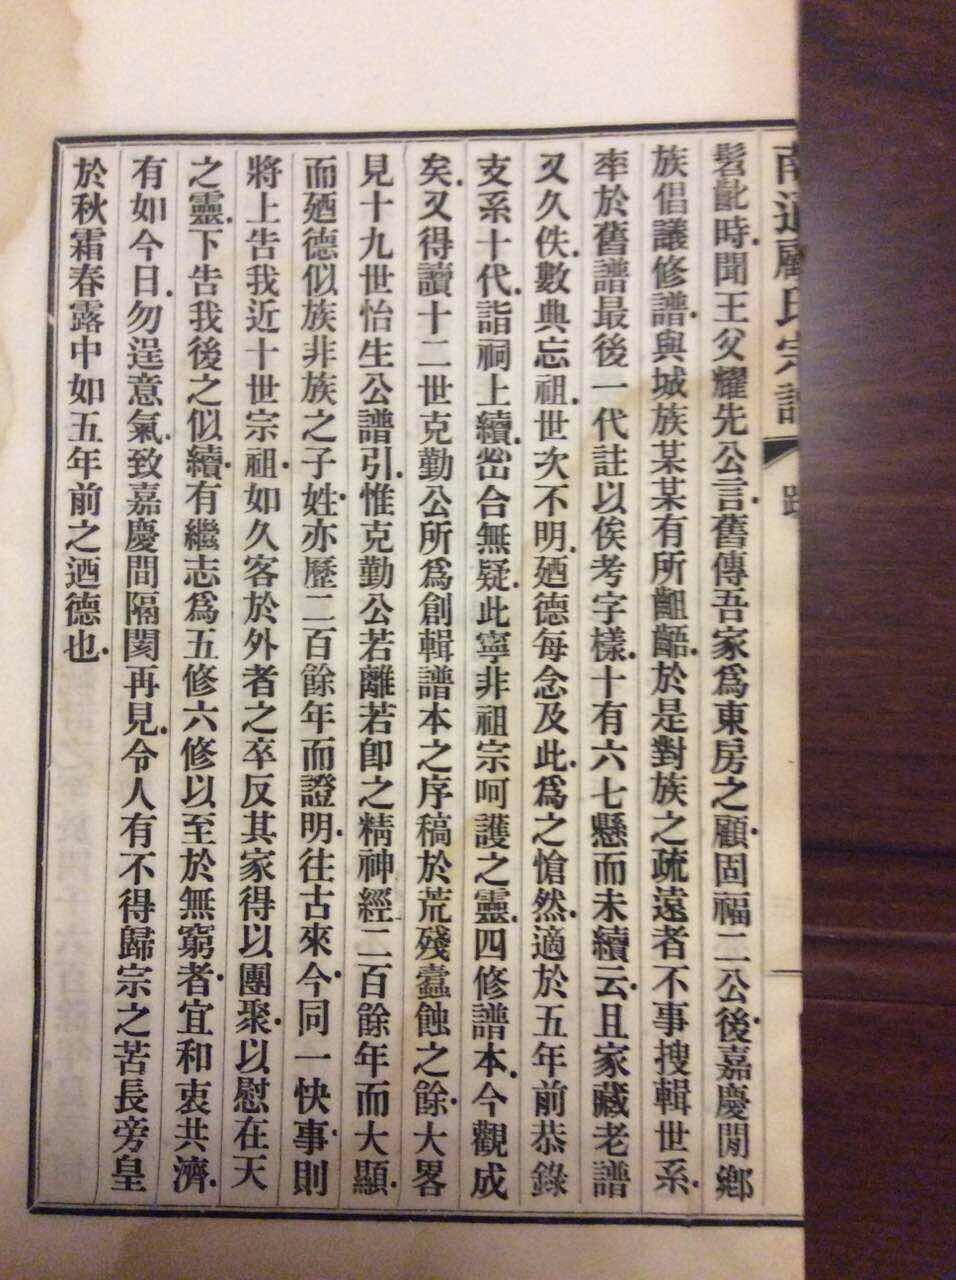 南通顧氏宗譜 跋
髫齔時聞王父耀先公言舊傳吾家爲東房之顧固福二公後嘉慶閒鄉
族倡議修譜與城族某某有所齟齬於是對族之疏遠者不事搜輯世系
率於舊譜最後一代註以俟考字樣十有六七懸而未續云且家藏老譜
又久佚數典忘祖世次不明廼德每念及此爲之愴然適於五年前恭錄
支系十代詣祠上續㓱合無疑此寧非祖宗呵護之靈四修譜本今觀成
矣又得讀十二世克勤公所爲創輯譜本之序稿於荒殘蠹蝕之餘大畧
見十九世怡生公譜引惟克勤公若離若卽之精神經二百餘年而大顯
而廼德似族非族之子姓亦歷二百餘年而證明往古來今同一快事則
將上告我近十世宗祖如久客於外者之卒反其家得以團聚以慰在天
之靈下告我後之似續有繼志爲五修六修以至於無窮者宜和衷共濟
有如今日勿逞意氣致嘉慶間隔閡再見令人有不得歸宗之苦長旁皇
於秋霜春露中如五年前之廼德也